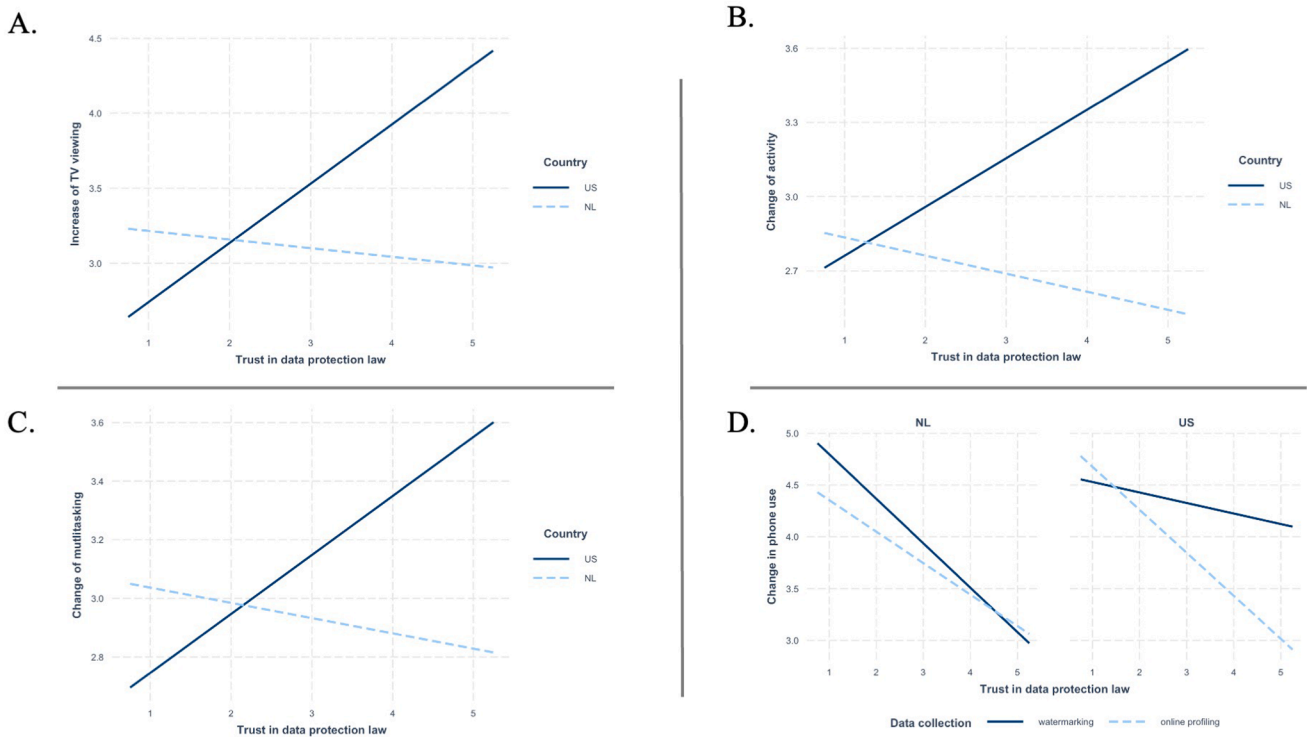 A.
4.5
4.0
3.5
3.0
Increase of TV viewing
1 2 3 4 5
Trust in data protection law
Country
US
NL
B.
3.6
3.3
3.0
2.7
Change of activity
1 2 3 4 5
Trust in data protection law
Country
US
NL
C.
3.6
3.4
3.2
3.0
2.8
Change of mutlitasking
1 2 3 4 5
Trust in data protection law
Country
US
NL
D.
NL US
5.0
4.5
4.0
3.5
3.0
Change in phone use
1 2 3 4 5 1 2 3 4 5
Trust in data protection law
Data collection watermarking online profiling